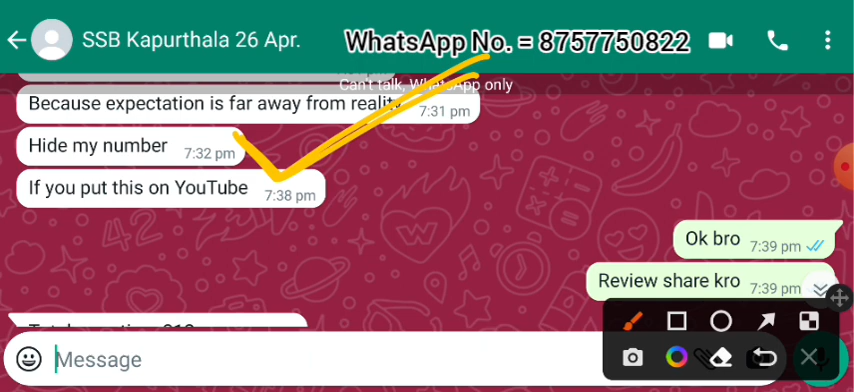 SSB Kapurthala 26 Apr.
WhatsApp No. = 8757750822
Can't talk, WhatsApp only
Because expectation is far away from reality
7:31 pm
Hide my number
7:32 pm
If you put this on YouTube
7:38 pm
Ok bro
7:39 pm
Review share kro
7:39 pm
Message